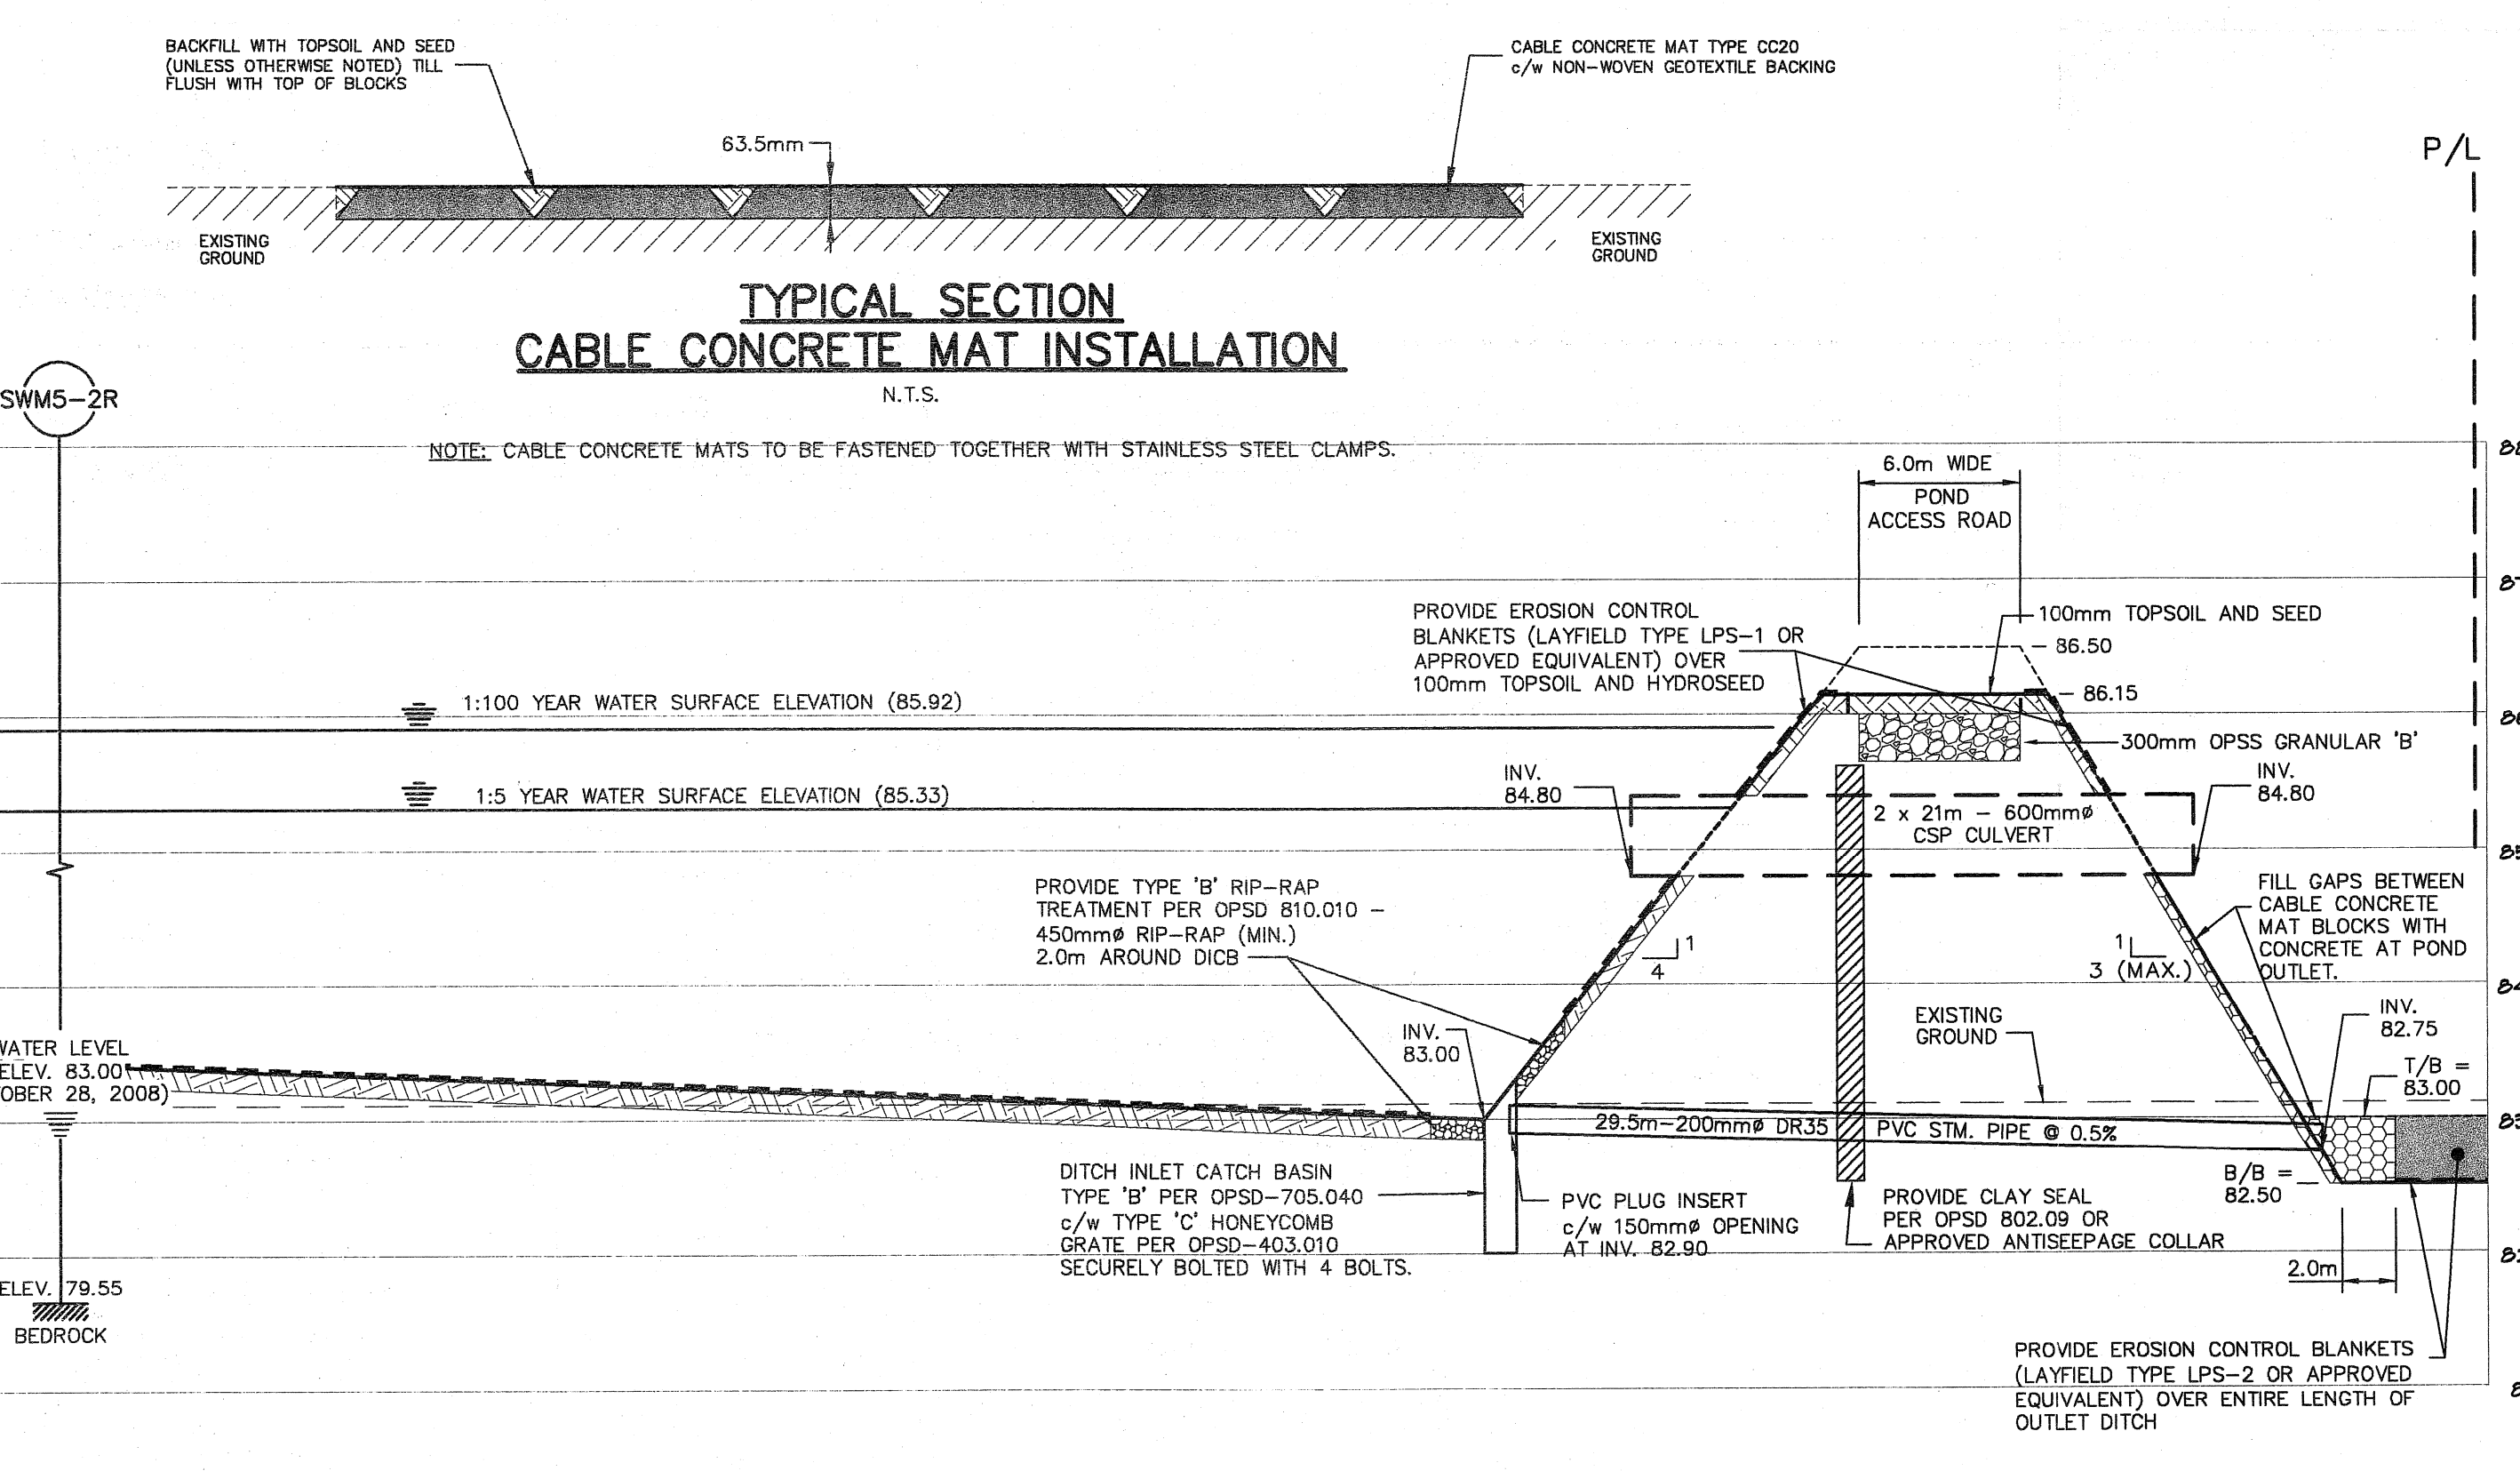 BACKFILL WITH TOPSOIL AND SEED
(UNLESS OTHERWISE NOTED) TILL
FLUSH WITH TOP OF BLOCKS
CABLE CONCRETE MAT TYPE CC20
c/w NON-WOVEN GEOTEXTILE BACKING
63.5mm
P/L
EXISTING
GROUND
EXISTING
GROUND
TYPICAL SECTION
CABLE CONCRETE MAT INSTALLATION
N.T.S.
SWM5-2R
NOTE: CABLE CONCRETE MATS TO BE FASTENED TOGETHER WITH STAINLESS STEEL CLAMPS.
6.0m WIDE
POND
ACCESS ROAD
PROVIDE EROSION CONTROL
BLANKETS (LAYFIELD TYPE LPS-1 OR
APPROVED EQUIVALENT) OVER
100mm TOPSOIL AND HYDROSEED
100mm TOPSOIL AND SEED
86.50
86.15
1:100 YEAR WATER SURFACE ELEVATION (85.92)
300mm OPSS GRANULAR 'B'
1:5 YEAR WATER SURFACE ELEVATION (85.33)
INV.
84.80
INV.
84.80
2 x 21m - 600mmø
CSP CULVERT
PROVIDE TYPE 'B' RIP-RAP
TREATMENT PER OPSD 810.010 -
450mmø RIP-RAP (MIN.)
2.0m AROUND DICB
FILL GAPS BETWEEN
CABLE CONCRETE
MAT BLOCKS WITH
CONCRETE AT POND
OUTLET.
1
4
1
3 (MAX.)
INV.
83.00
EXISTING
GROUND
INV.
82.75
T/B =
83.00
WATER LEVEL
ELEV. 83.00
OBER 28, 2008)
29.5m-200mmø DR35 PVC STM. PIPE @ 0.5%
B/B =
82.50
DITCH INLET CATCH BASIN
TYPE 'B' PER OPSD-705.040
c/w TYPE 'C' HONEYCOMB
GRATE PER OPSD-403.010
SECURELY BOLTED WITH 4 BOLTS.
PVC PLUG INSERT
c/w 150mmø OPENING
AT INV. 82.90
PROVIDE CLAY SEAL
PER OPSD 802.09 OR
APPROVED ANTISEEPAGE COLLAR
2.0m
ELEV. 79.55
BEDROCK
PROVIDE EROSION CONTROL BLANKETS
(LAYFIELD TYPE LPS-2 OR APPROVED
EQUIVALENT) OVER ENTIRE LENGTH OF
OUTLET DITCH